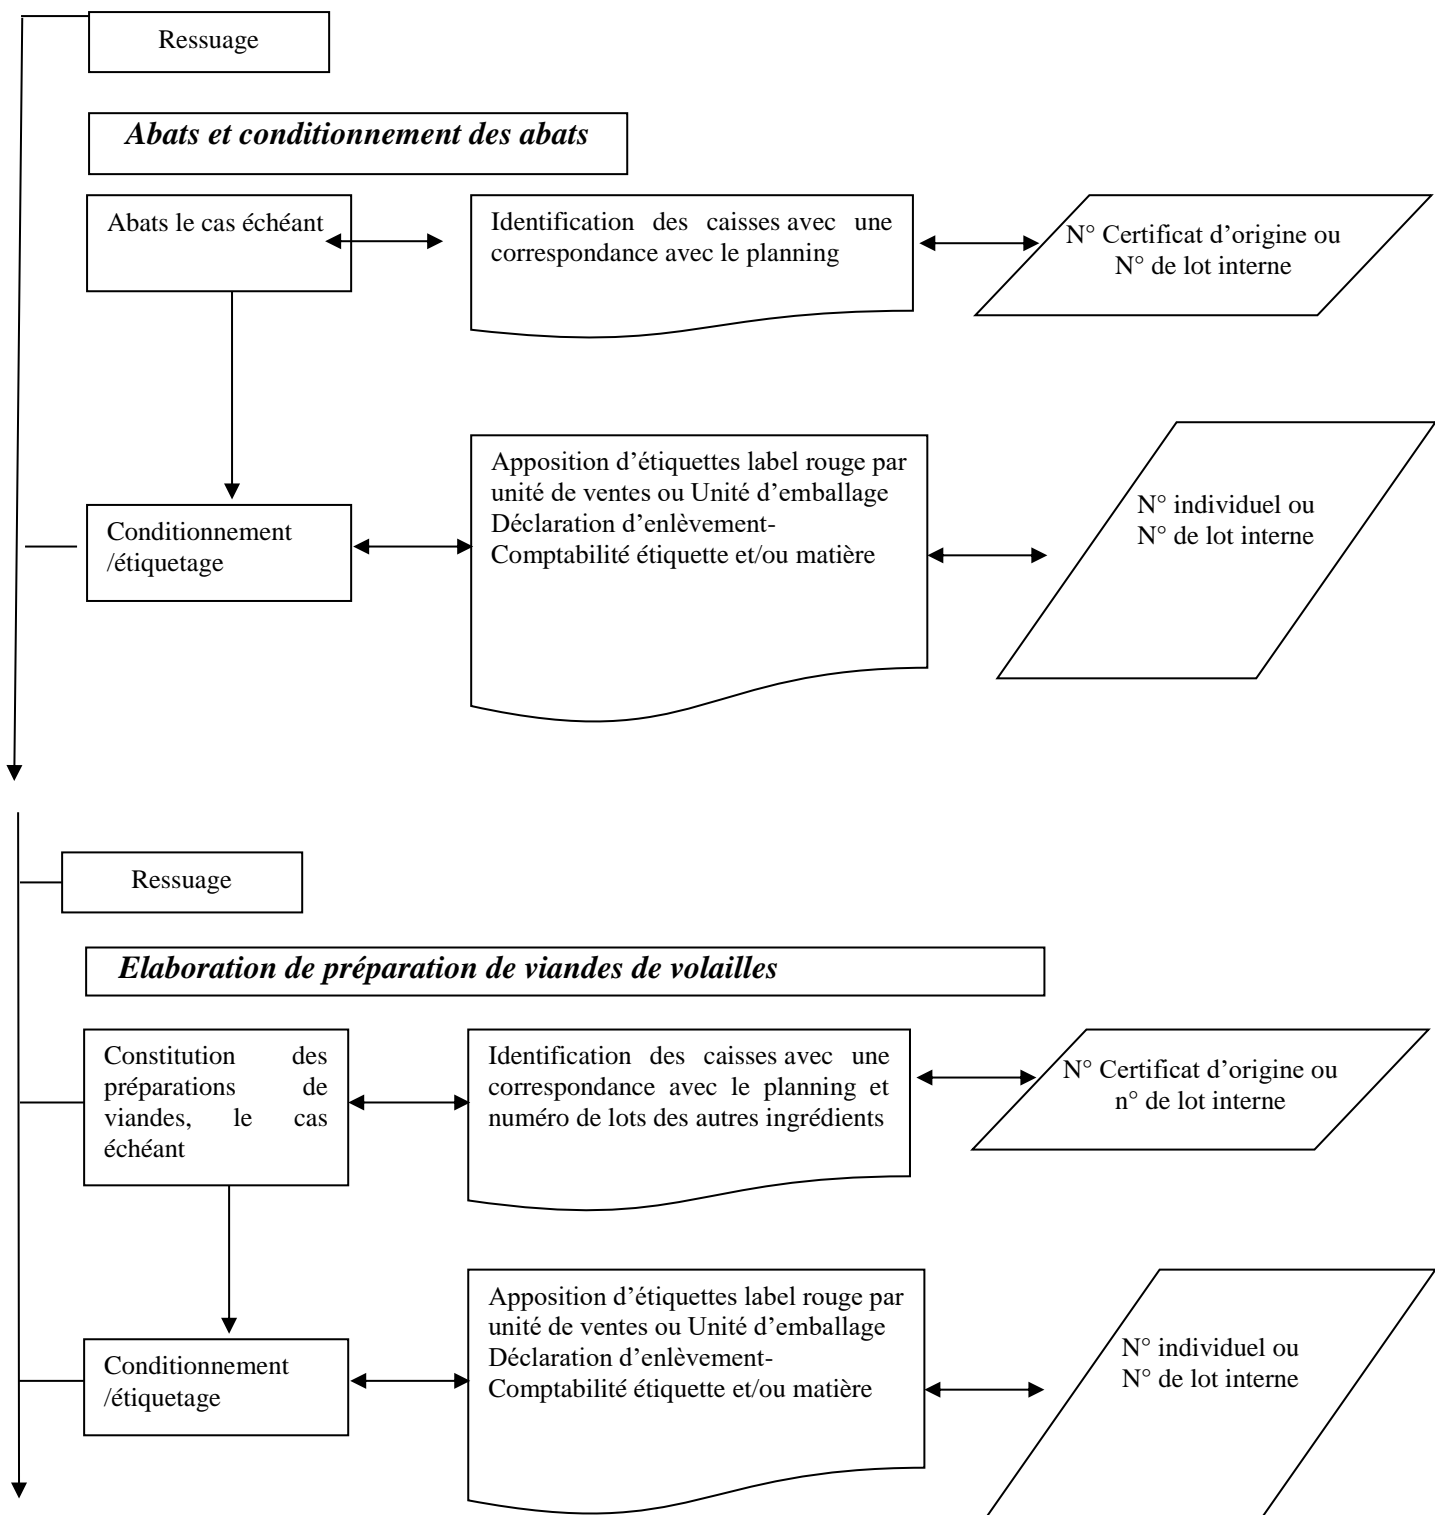 Ressuage
Abats et conditionnement des abats
Abats le cas échéant
Identification des caisses avec une
correspondance avec le planning
N° Certificat d'origine ou
N° de lot interne
Apposition d'étiquettes label rouge par
unité de ventes ou Unité d'emballage
Déclaration d'enlèvement-
Comptabilité étiquette et/ou matière
N° individuel ou
N° de lot interne
Conditionnement
/étiquetage
Ressuage
Elaboration de préparation de viandes de volailles
Constitution des
préparations de
viandes, le cas
échéant
Identification des caisses avec une
correspondance avec le planning et
numéro de lots des autres ingrédients
N° Certificat d'origine ou
n° de lot interne
Apposition d'étiquettes label rouge par
unité de ventes ou Unité d'emballage
Déclaration d'enlèvement-
Comptabilité étiquette et/ou matière
N° individuel ou
N° de lot interne
Conditionnement
/étiquetage